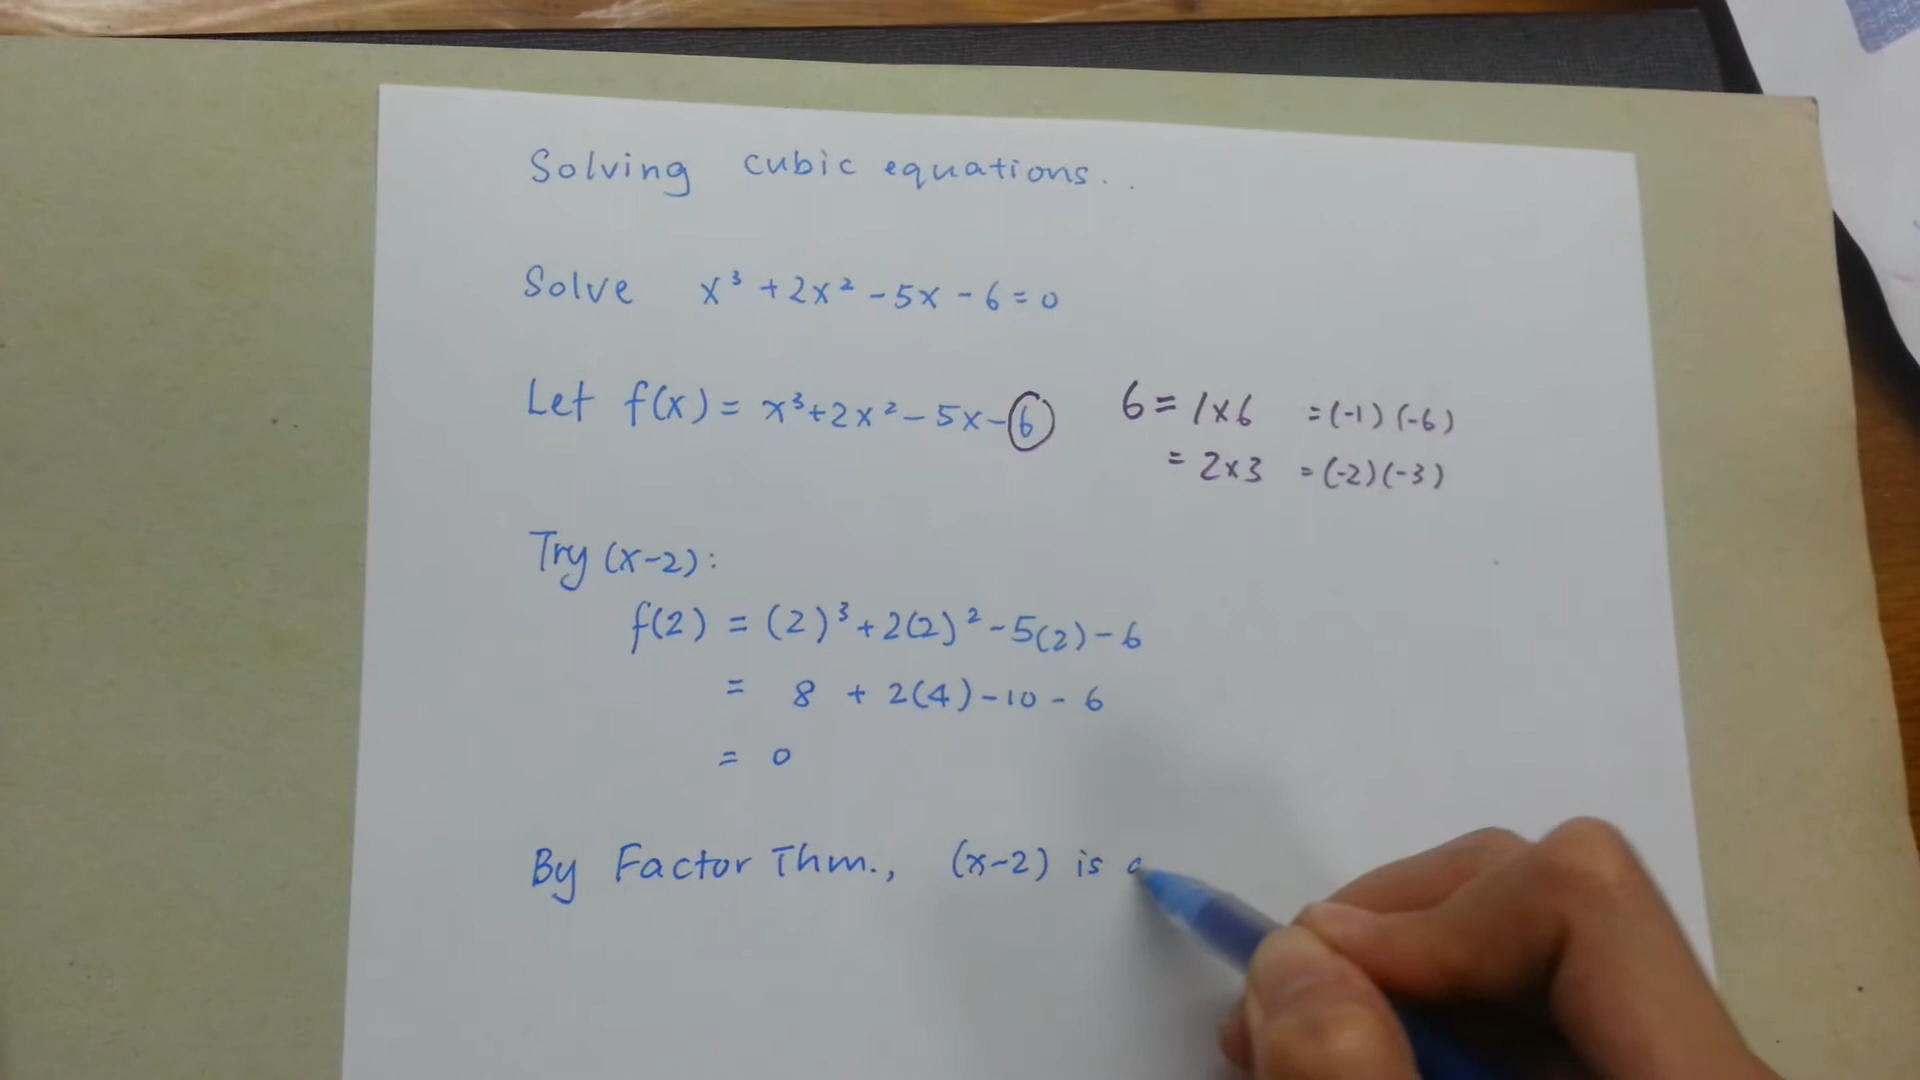 Solving cubic equations..
Solve x³ + 2x² - 5x - 6 = 0
Let f(x) = x³ + 2x² - 5x - 6
6 = 1 x 6 = (-1) (-6)
= 2 x 3 = (-2) (-3)
Try (x-2):
f(2) = (2)³ + 2(2)² - 5(2) - 6
= 8 + 2(4) - 10 - 6
= 0
By Factor Thm., (x-2) is a